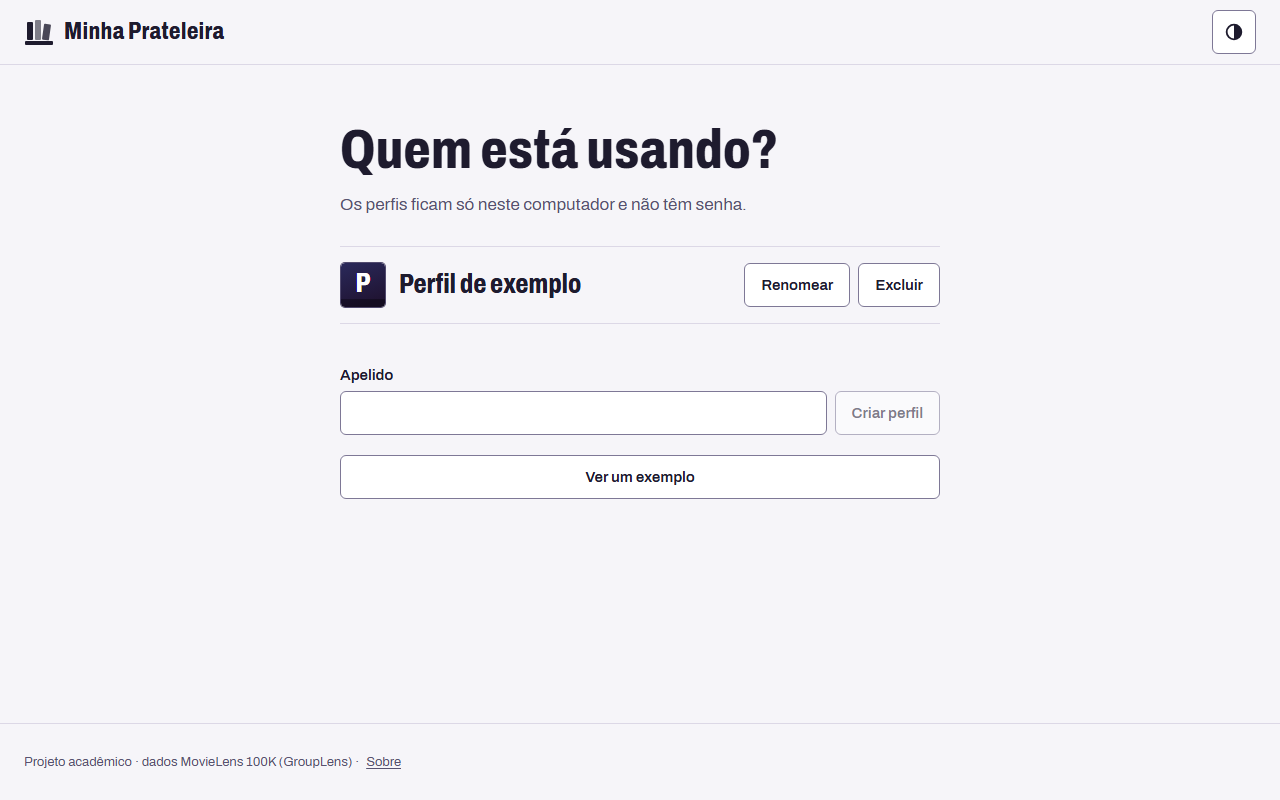 Minha Prateleira
Quem está usando?
Os perfis ficam só neste computador e não têm senha.
P
Perfil de exemplo
Renomear
Excluir
Apelido
Criar perfil
Ver um exemplo
Projeto acadêmico · dados MovieLens 100K (GroupLens) · Sobre